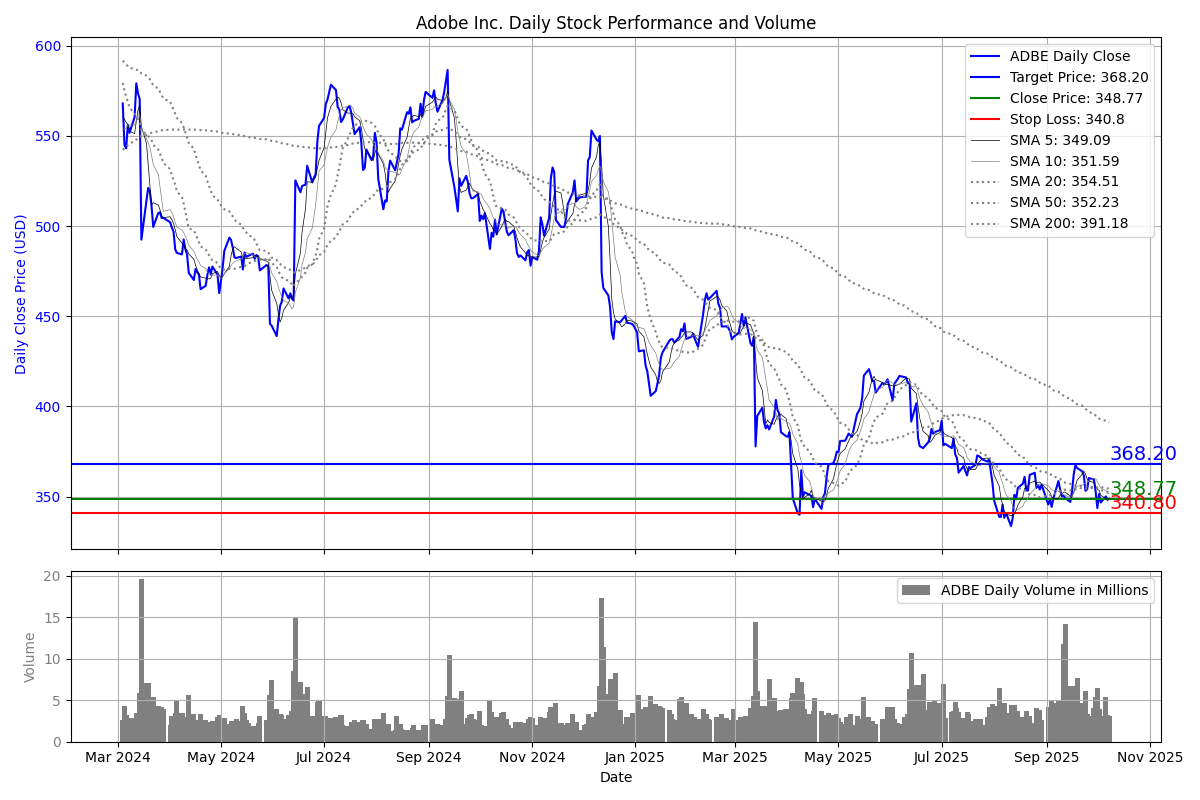 Adobe Inc. Daily Stock Performance and Volume
Daily Close Price (USD)
600
550
500
450
400
350
ADBE Daily Close
Target Price: 368.20
Close Price: 348.77
Stop Loss: 340.8
SMA 5: 349.09
SMA 10: 351.59
SMA 20: 354.51
SMA 50: 352.23
SMA 200: 391.18
368.20
348.77
340.80
Volume
20
15
10
5
0
ADBE Daily Volume in Millions
Mar 2024 May 2024 Jul 2024 Sep 2024 Nov 2024 Jan 2025 Mar 2025 May 2025 Jul 2025 Sep 2025 Nov 2025
Date